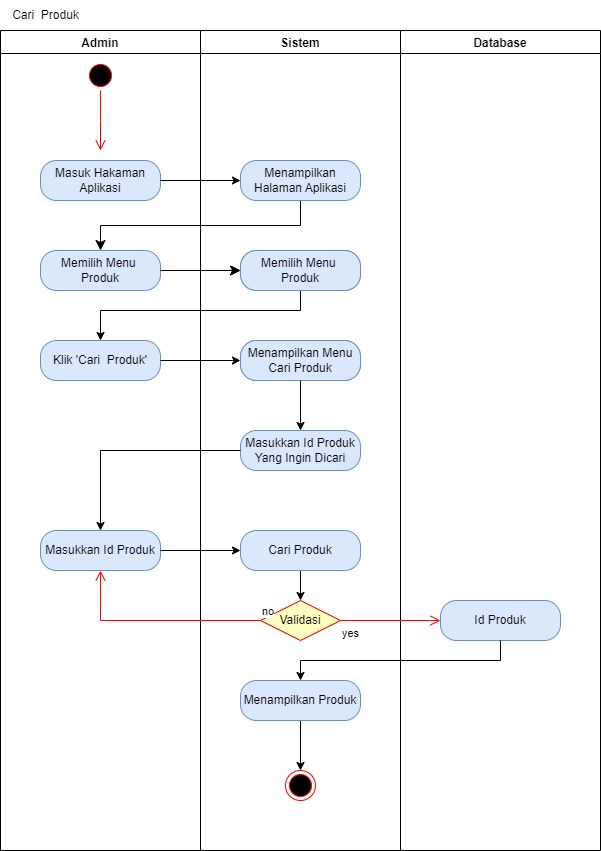 Cari  Produk
Admin
Sistem
Database
Masuk Hakaman
Aplikasi
Menampilkan
Halaman Aplikasi
Memilih Menu
Produk
Memilih Menu
Produk
Klik 'Cari  Produk'
Menampilkan Menu
Cari Produk
Masukkan Id Produk
Yang Ingin Dicari
Masukkan Id Produk
Cari Produk
no
Validasi
yes
Id Produk
Menampilkan Produk